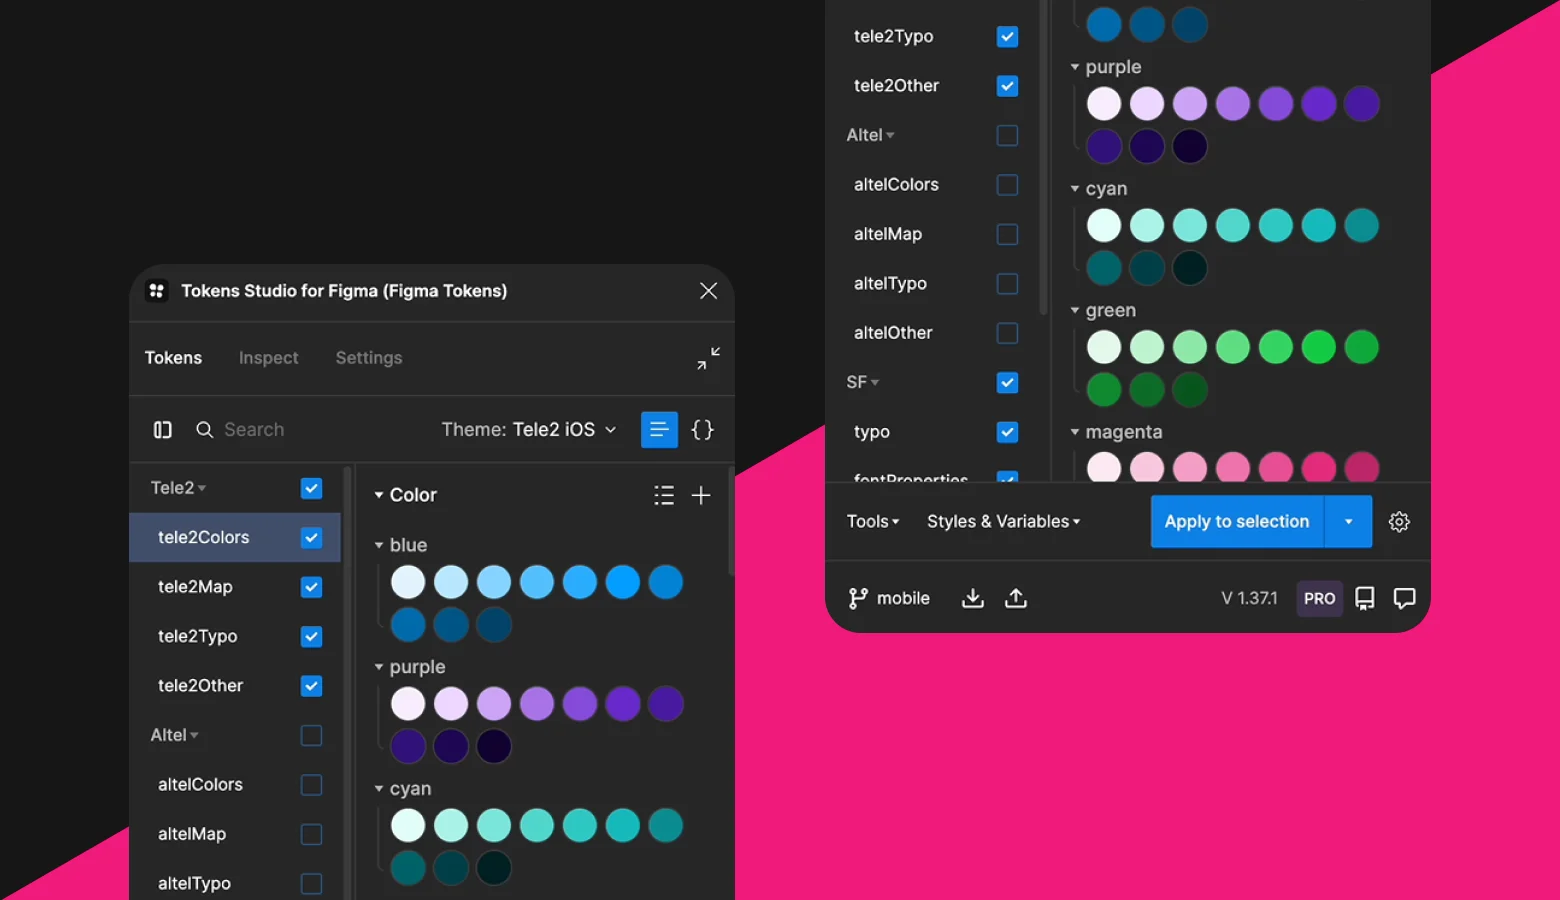 Tokens Studio for Figma (Figma Tokens)
Tokens Inspect Settings
Search Theme: Tele2 iOS {}
Tele2
tele2Colors
tele2Map
tele2Typo
tele2Other
Altel
altelColors
altelMap
altelTypo
Color
blue
purple
cyan
tele2Typo
tele2Other
Altel
altelColors
altelMap
altelTypo
altelOther
SF
typo
fontProperties
purple
cyan
green
magenta
Tools Styles & Variables Apply to selection
mobile V 1.37.1 PRO